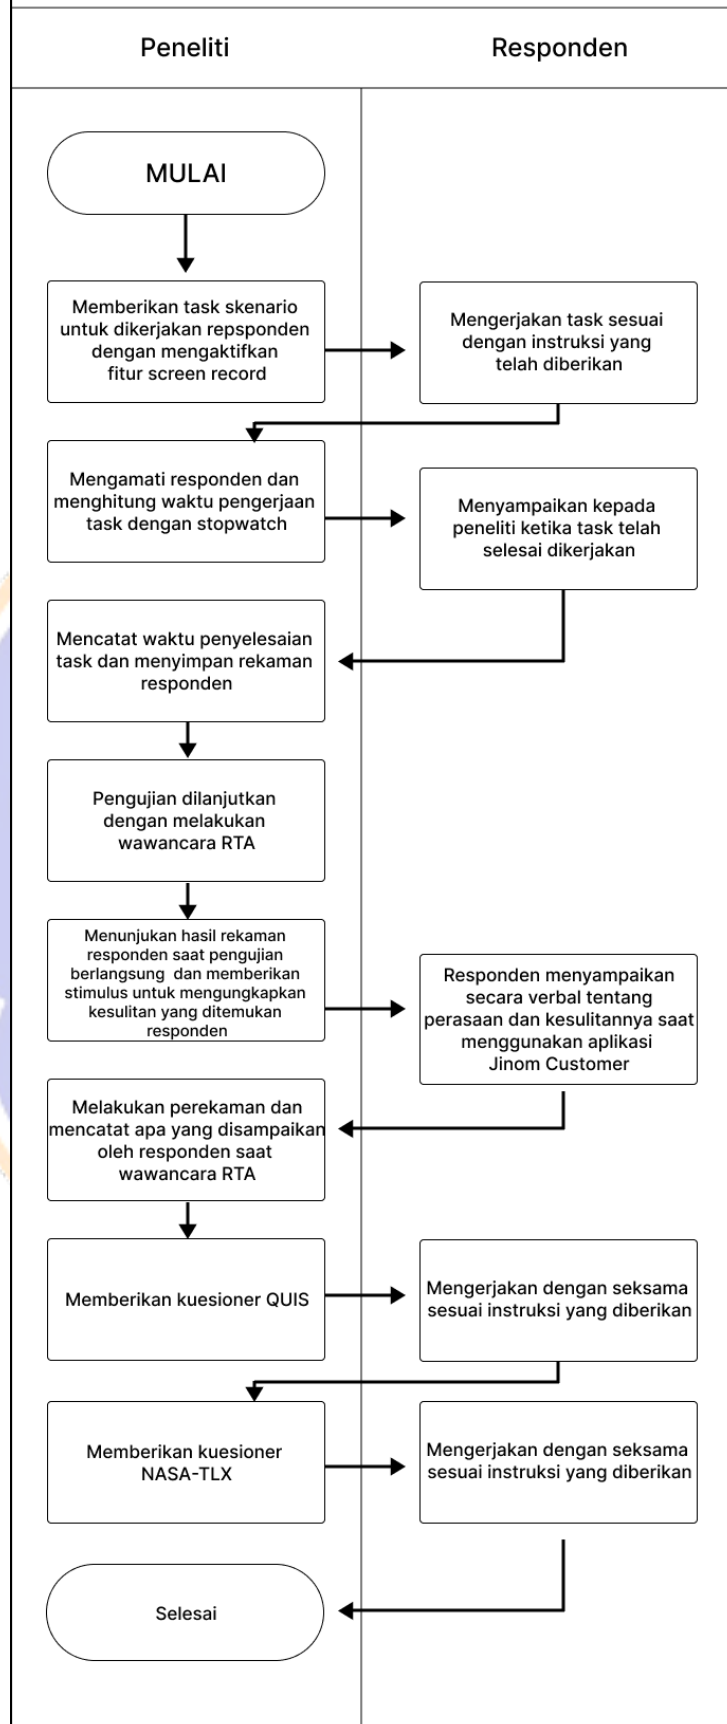 Peneliti
Responden
MULAI
Memberikan task skenario
untuk dikerjakan repsponden
dengan mengaktifkan
fitur screen record
Mengerjakan task sesuai
dengan instruksi yang
telah diberikan
Mengamati responden dan
menghitung waktu pengerjaan
task dengan stopwatch
Menyampaikan kepada
peneliti ketika task telah
selesai dikerjakan
Mencatat waktu penyelesaian
task dan menyimpan rekaman
responden
Pengujian dilanjutkan
dengan melakukan
wawancara RTA
Menunjukan hasil rekaman
responden saat pengujian
berlangsung dan memberikan
stimulus untuk mengungkapkan
kesulitan yang ditemukan
responden
Responden menyampaikan
secara verbal tentang
perasaan dan kesulitannya saat
menggunakan aplikasi
Jinom Customer
Melakukan perekaman dan
mencatat apa yang disampaikan
oleh responden saat
wawancara RTA
Memberikan kuesioner QUIS
Mengerjakan dengan seksama
sesuai instruksi yang diberikan
Memberikan kuesioner
NASA-TLX
Mengerjakan dengan seksama
sesuai instruksi yang diberikan
Selesai